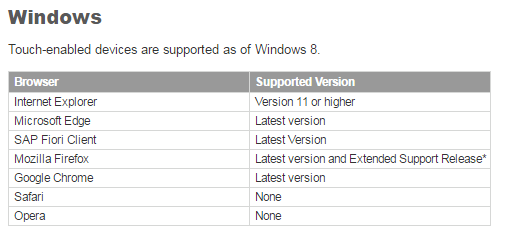 Windows
Touch-enabled devices are supported as of Windows 8.
Browser Supported Version
Internet Explorer Version 11 or higher
Microsoft Edge Latest version
SAP Fiori Client Latest Version
Mozilla Firefox Latest version and Extended Support Release*
Google Chrome Latest version
Safari None
Opera None